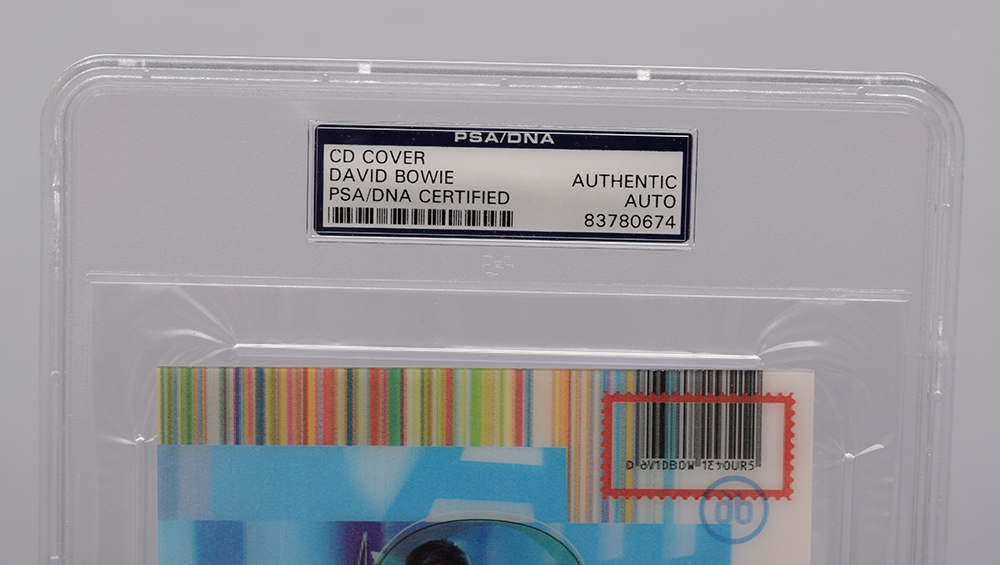 PSA/DNA
CD COVER
DAVID BOWIE
PSA/DNA CERTIFIED
AUTHENTIC
AUTO
83780674